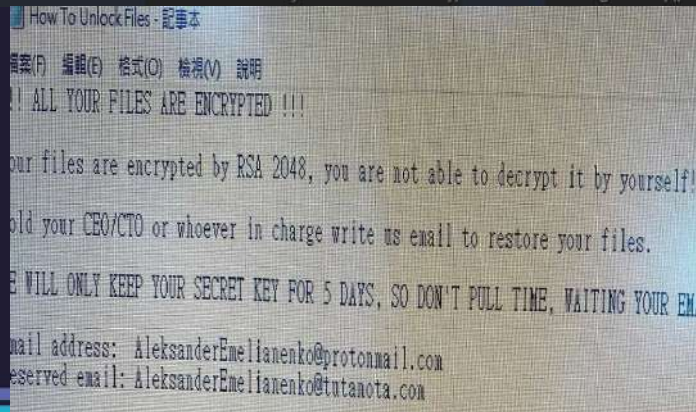 How To Unlock Files - 記事本
檔案(F) 編輯(E) 格式(O) 檢視(V) 說明
!! ALL YOUR FILES ARE ENCRYPTED !!!
our files are encrypted by RSA 2048, you are not able to decrypt it by yourself!
old your CEO/CTO or whoever in charge write us email to restore your files.
E WILL ONLY KEEP YOUR SECRET KEY FOR 5 DAYS, SO DON'T PULL TIME, WAITING YOUR EM
mail address: AleksanderEmelianenko@protonmail.com
eserved email: AleksanderEmelianenko@tutanota.com